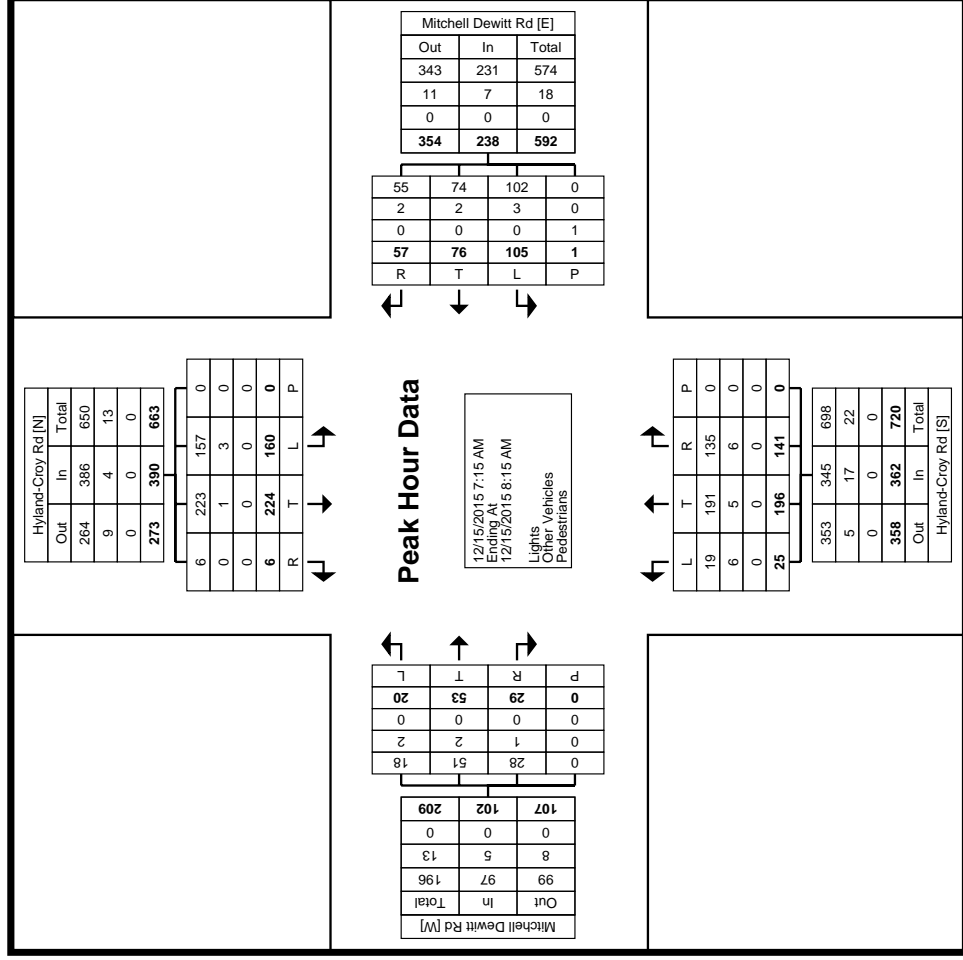 Mitchell Dewitt Rd [E]
Out In Total
343 231 574
11 7 18
0 0 0
354 238 592
55 74 102 0
2 2 3 0
0 0 0 1
57 76 105 1
R T L P
Hyland-Croy Rd [N]
Out In Total
264 386 650
9 4 13
0 0 0
273 390 663
6 223 157 0
0 1 3 0
0 0 0 0
6 224 160 0
R T L P
Peak Hour Data
12/15/2015 7:15 AM
Ending At
12/15/2015 8:15 AM
Lights
Other Vehicles
Pedestrians
L T R P
19 191 135 0
6 5 6 0
0 0 0 0
25 196 141 0
353 345 698
5 17 22
0 0 0
358 362 720
Out In Total
Hyland-Croy Rd [S]
Mitchell Dewitt Rd [W]
Out In Total
99 97 196
8 5 13
0 0 0
107 102 209
0 28 51 18
0 1 2 2
0 0 0 0
0 29 53 20
P R T L